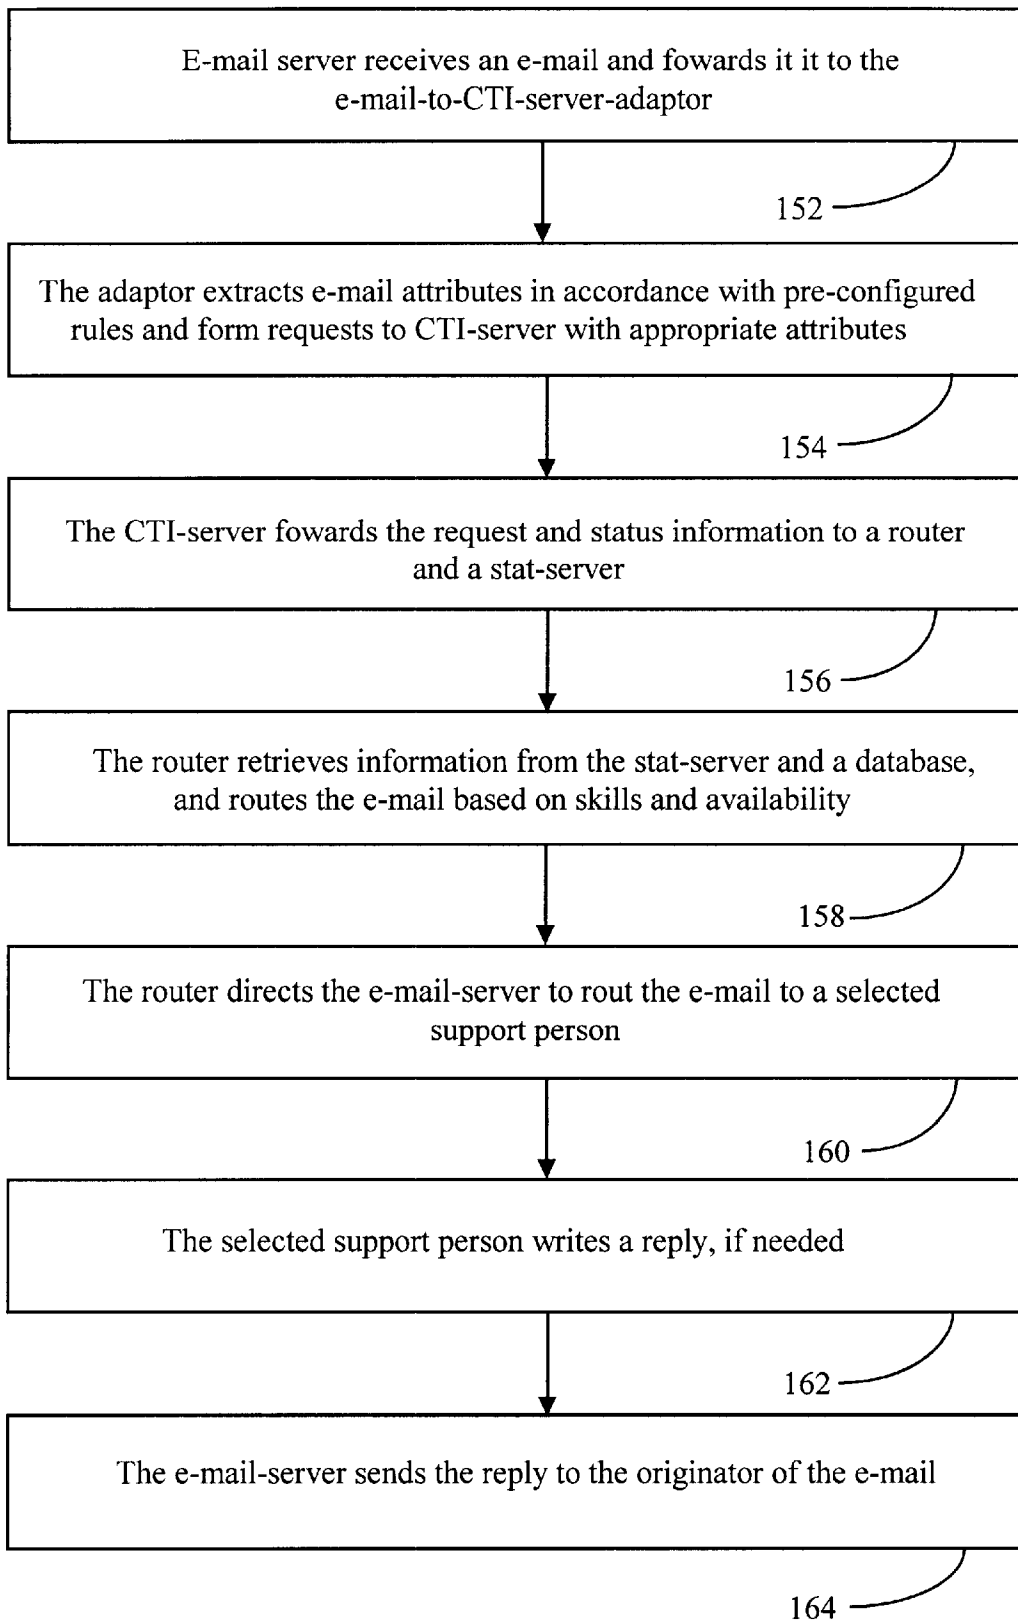 E-mail server receives an e-mail and fowards it it to the
e-mail-to-CTI-server-adaptor
152
The adaptor extracts e-mail attributes in accordance with pre-configured
rules and form requests to CTI-server with appropriate attributes
154
The CTI-server fowards the request and status information to a router
and a stat-server
156
The router retrieves information from the stat-server and a database,
and routes the e-mail based on skills and availability
158
The router directs the e-mail-server to rout the e-mail to a selected
support person
160
The selected support person writes a reply, if needed
162
The e-mail-server sends the reply to the originator of the e-mail
164